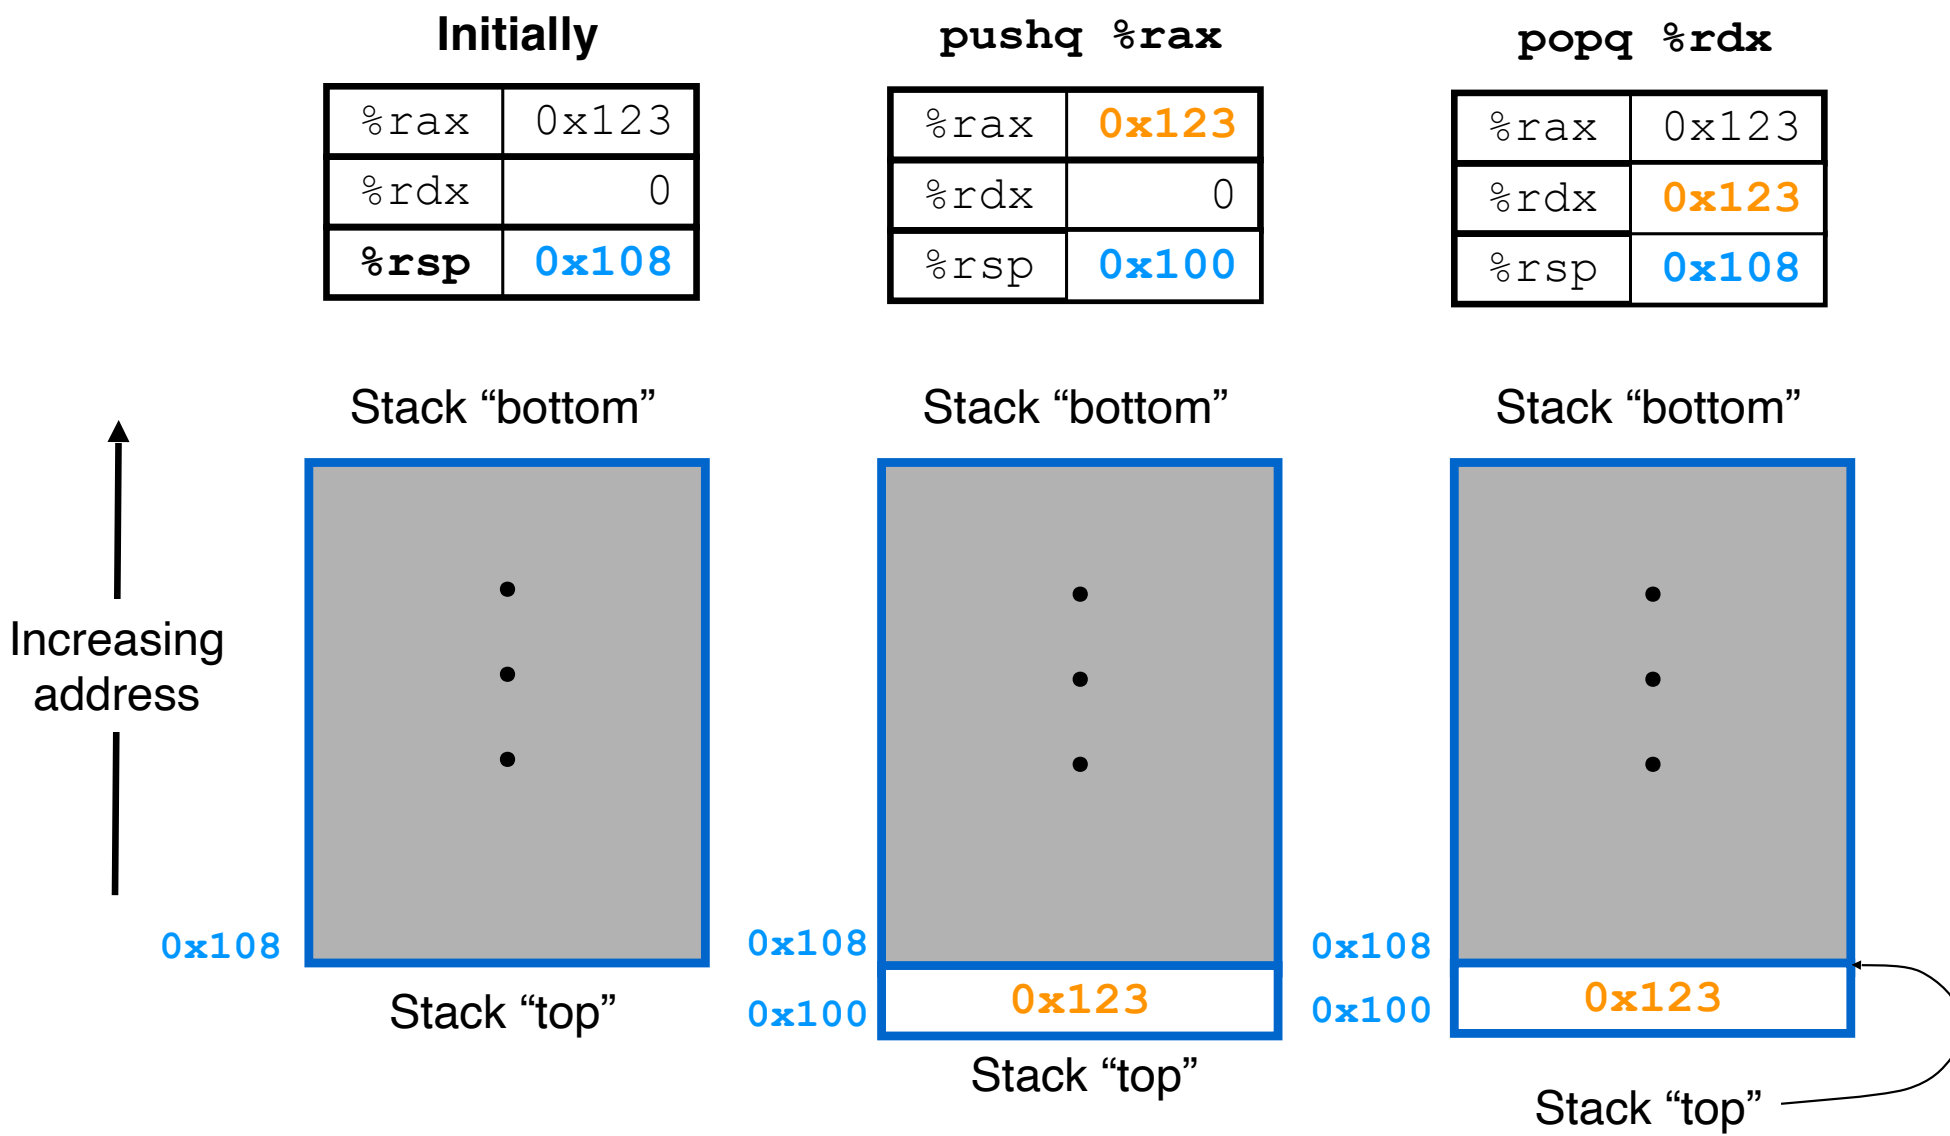 Initially
%rax 0x123
%rdx 0
%rsp 0x108
pushq %rax
%rax 0x123
%rdx 0
%rsp 0x100
popq %rdx
%rax 0x123
%rdx 0x123
%rsp 0x108
Increasing
address
Stack “bottom”
0x108
Stack “top”
Stack “bottom”
0x108
0x100 0x123
Stack “top”
Stack “bottom”
0x108
0x100 0x123
Stack “top”